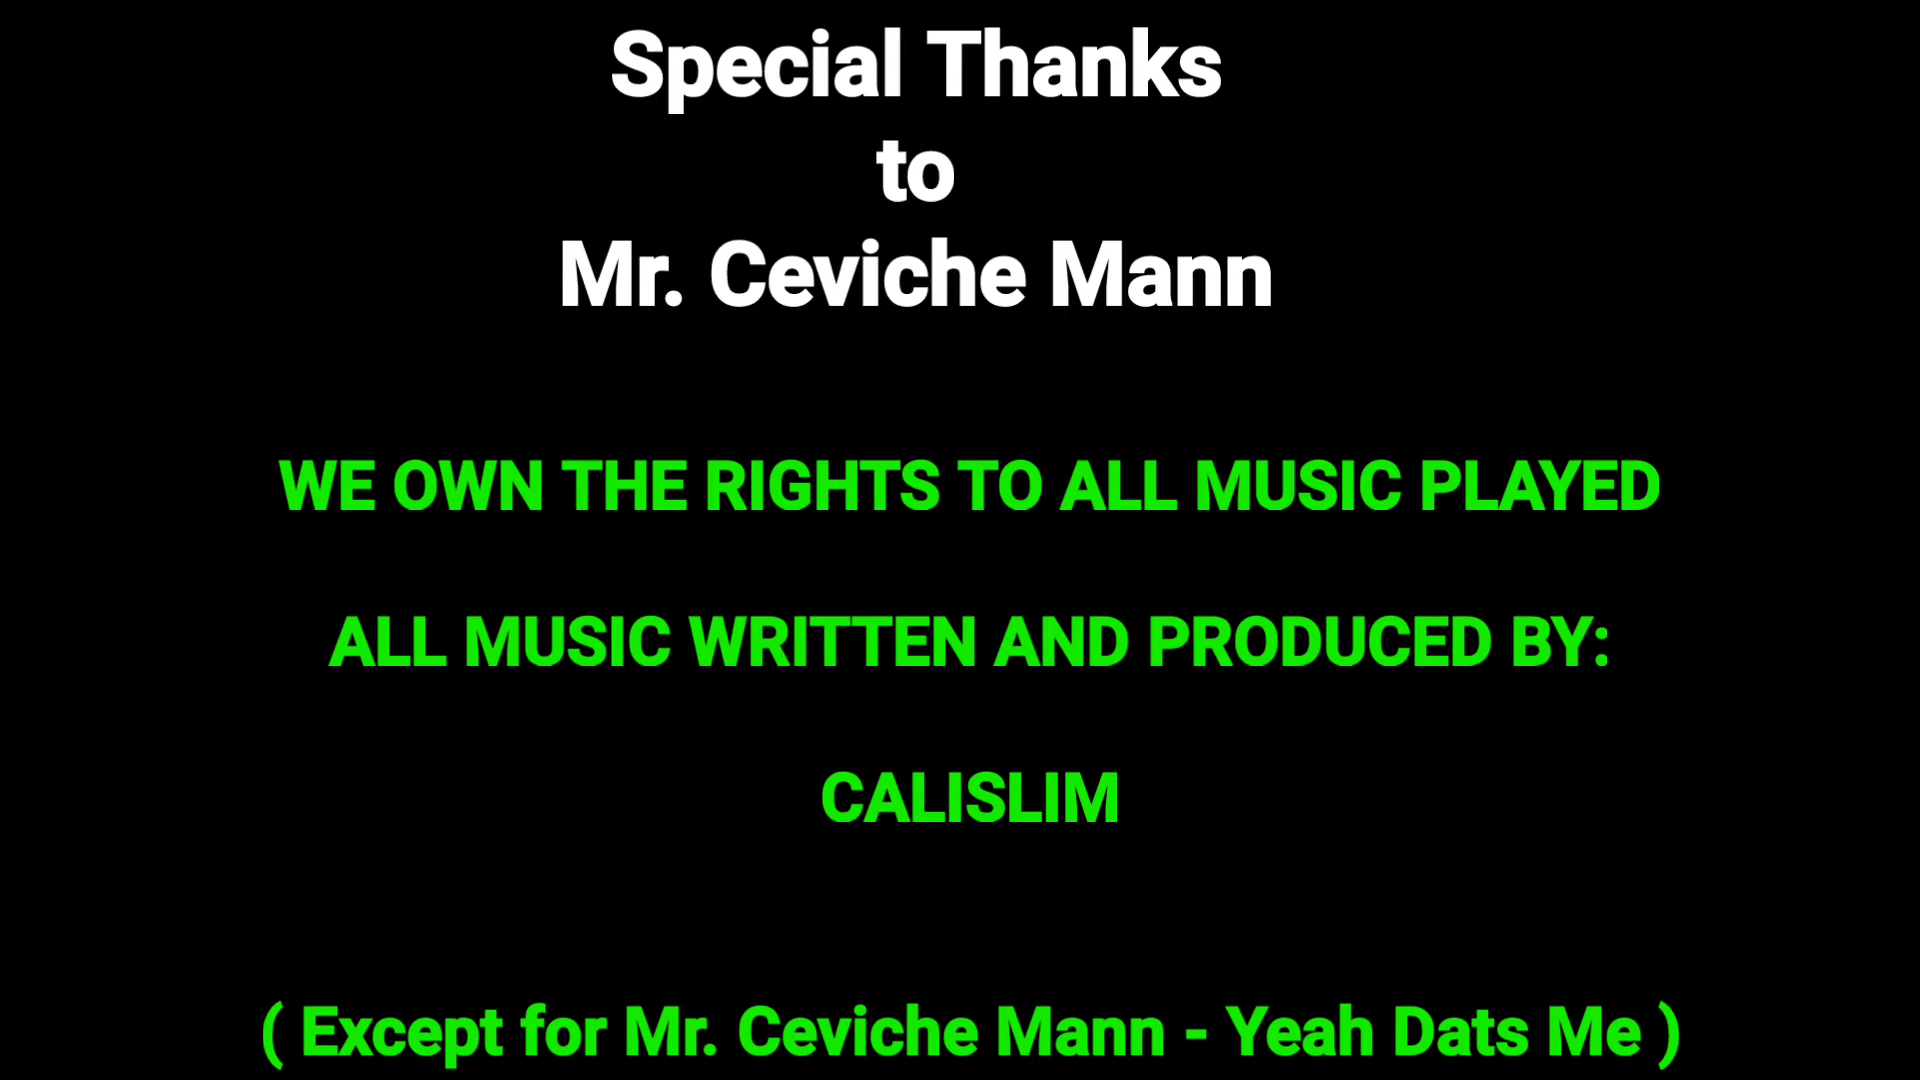 Special Thanks
to
Mr. Ceviche Mann
WE OWN THE RIGHTS TO ALL MUSIC PLAYED
ALL MUSIC WRITTEN AND PRODUCED BY:
CALISLIM
( Except for Mr. Ceviche Mann - Yeah Dats Me )